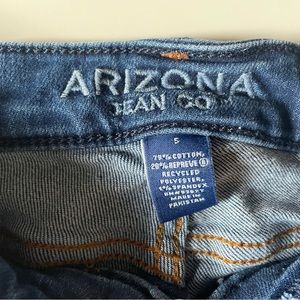 ARIZONA
JEAN CO
5
79% COTTON,
20% REPREVE ®
RECYCLED
POLYESTER,
1% SPANDEX
MADE IN
PAKISTAN